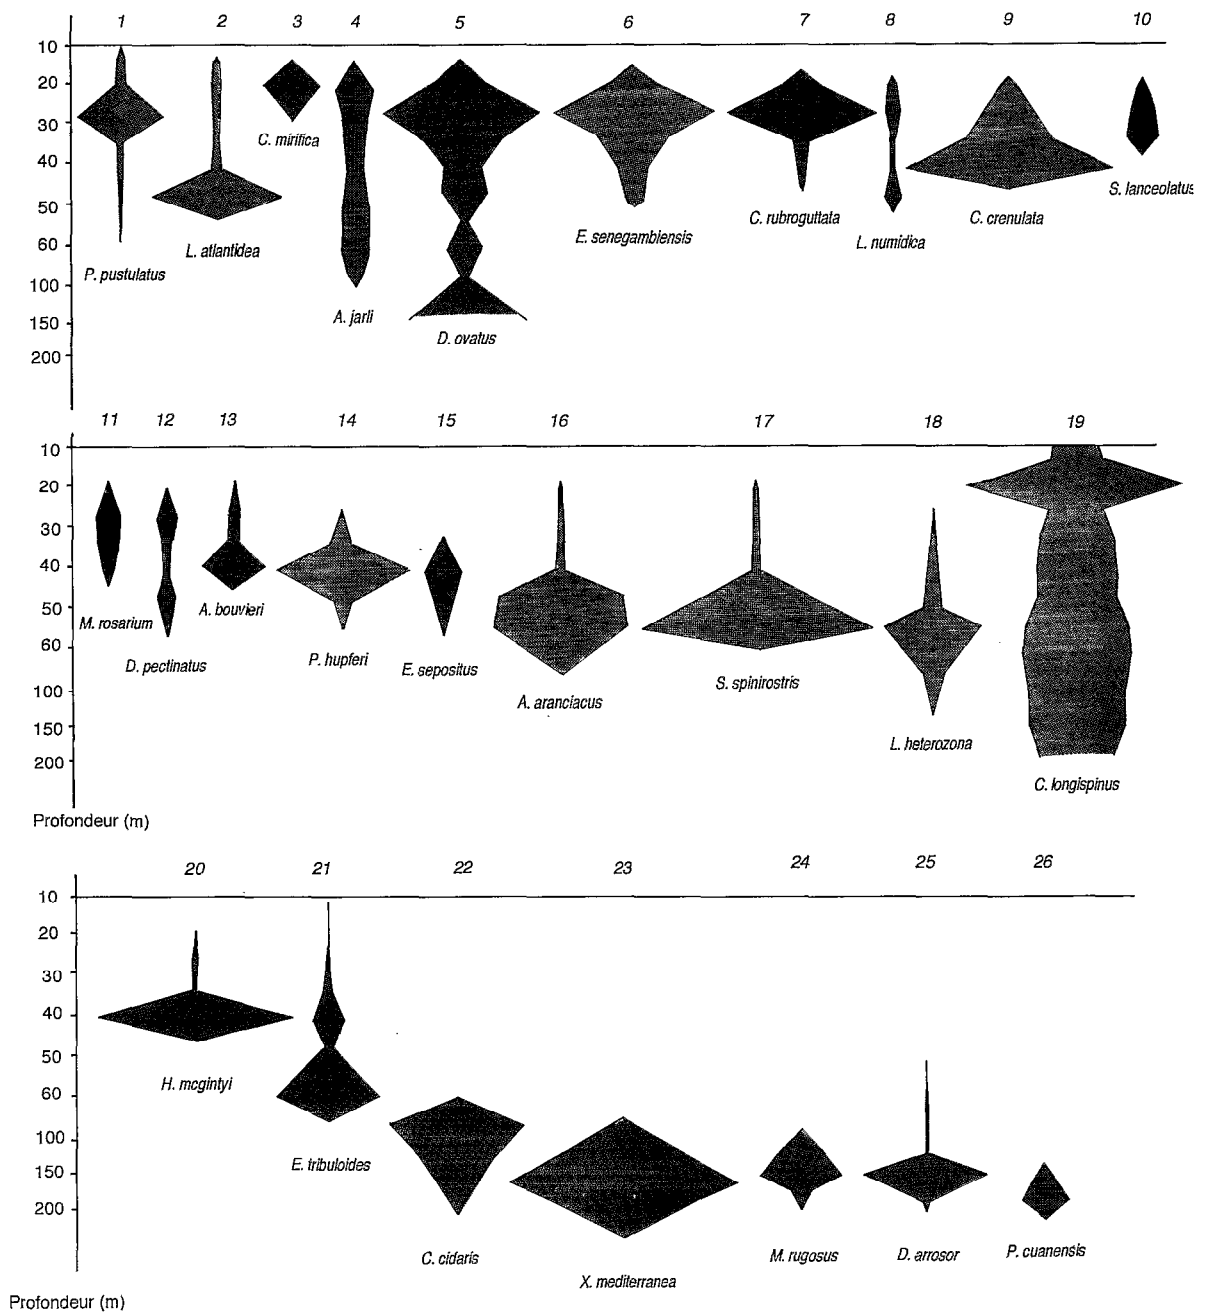 1 2 3 4 5 6 7 8 9 10
10
20
30
40
50
60
100
150
200
C. mirifica
S. lanceolatus
P. pustulatus
L. atlantidea
A. jarli
D. ovatus
E. senegambiensis
C. rubroguttata
L. numidica
C. crenulata
11 12 13 14 15 16 17 18 19
10
20
30
40
50
60
100
150
200
M. rosarium
D. pectinatus
A. bouvieri
P. hupferi
E. sepositus
A. aranciacus
S. spinirostris
L. heterozona
C. longispinus
Profondeur (m)
20 21 22 23 24 25 26
10
20
30
40
50
60
100
150
200
H. mcgintyi
E. tribuloides
C. cidaris
X. mediterranea
M. rugosus
D. arrosor
P. cuanensis
Profondeur (m)